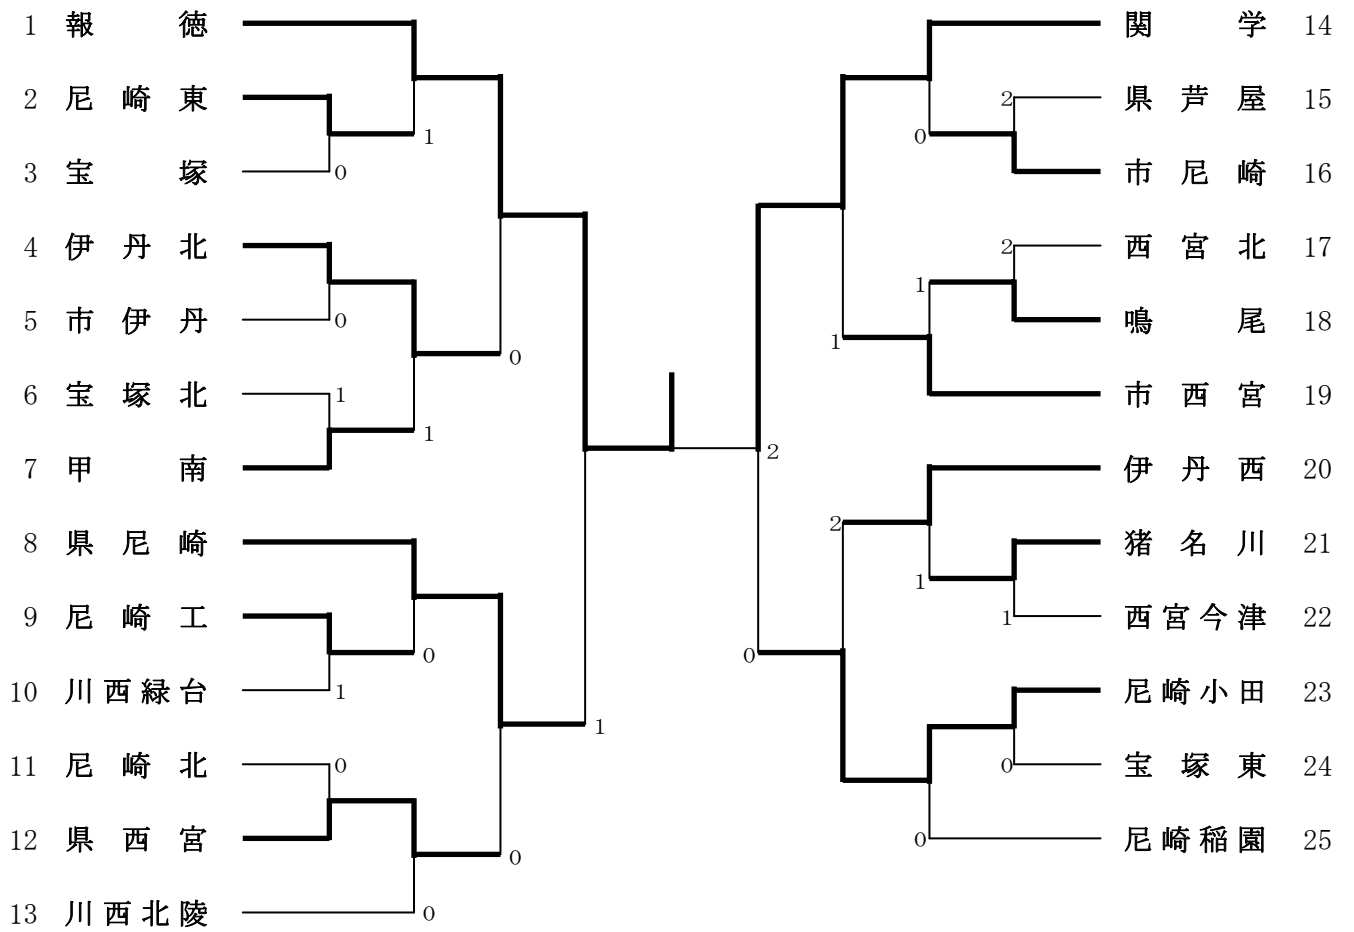 1 報徳
2 尼崎東
3 宝塚
4 伊丹北
5 市伊丹
6 宝塚北
7 甲南
8 県尼崎
9 尼崎工
10 川西緑台
11 尼崎北
12 県西宮
13 川西北陵
1
0
0
1
1
0
1
0
1
0
0
0
1
2
関学 14
県芦屋 15
市尼崎 16
西宮北 17
鳴尾 18
市西宮 19
伊丹西 20
猪名川 21
西宮今津 22
尼崎小田 23
宝塚東 24
尼崎稲園 25
2
0
2
1
1
2
1
1
0
0
0